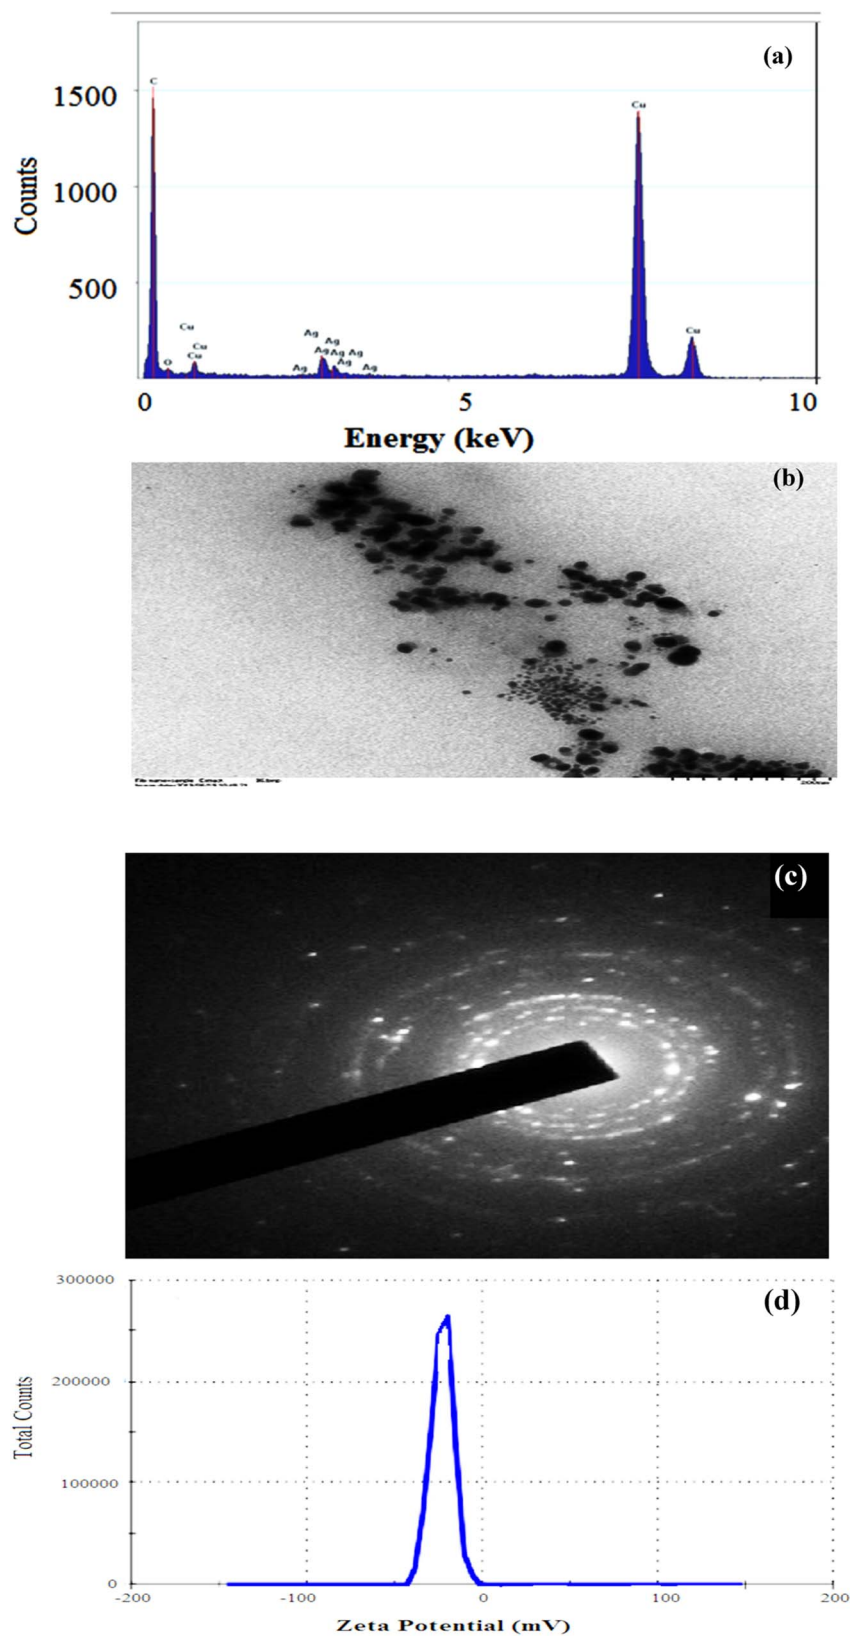 (a)
C
1500
Cu
Counts
1000
500
Cu
Cu
Cu
O
Ag
Ag
Ag Ag Ag
Ag
Ag
Ag
Cu
0
5
10
Energy (keV)
(b)
(c)
300000
(d)
200000
Total Counts
100000
0
-200
-100
0
100
200
Zeta Potential (mV)